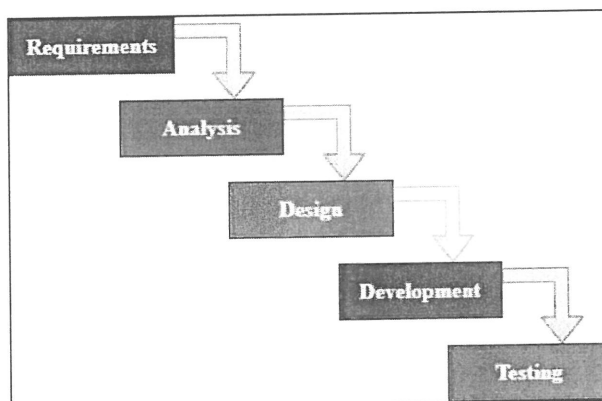 Requirements
Analysis
Design
Development
Testing